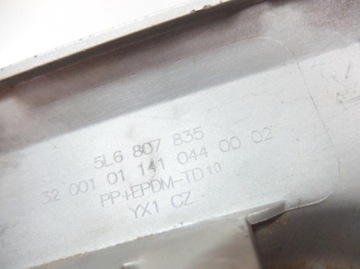 5L6 807 835
32 001 01 141 044 00 02
PP+EPDM-TD10
YX1 CZ